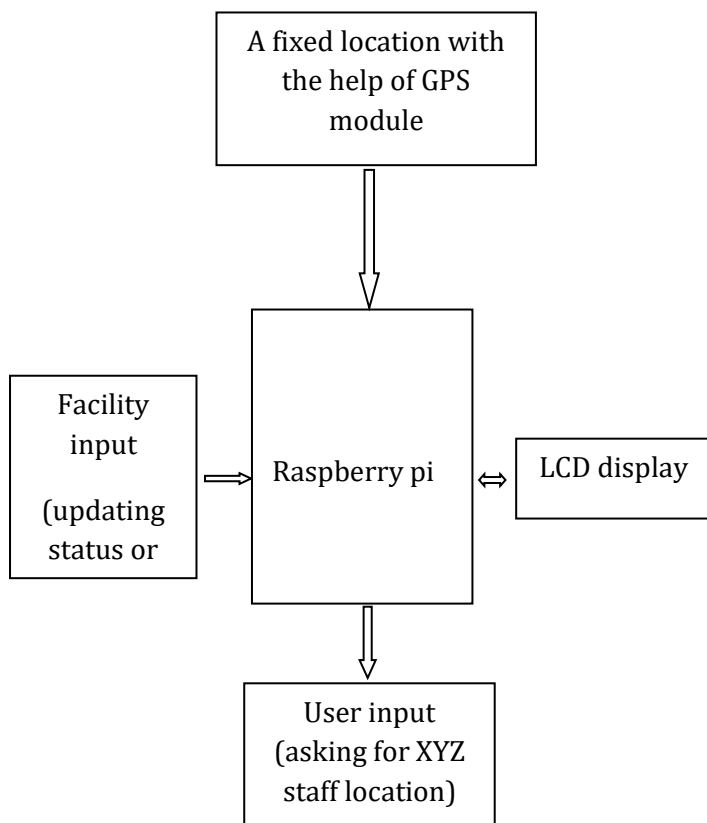 A fixed location with
the help of GPS
module
Facility
input
(updating
status or
Raspberry pi
LCD display
User input
(asking for XYZ
staff location)